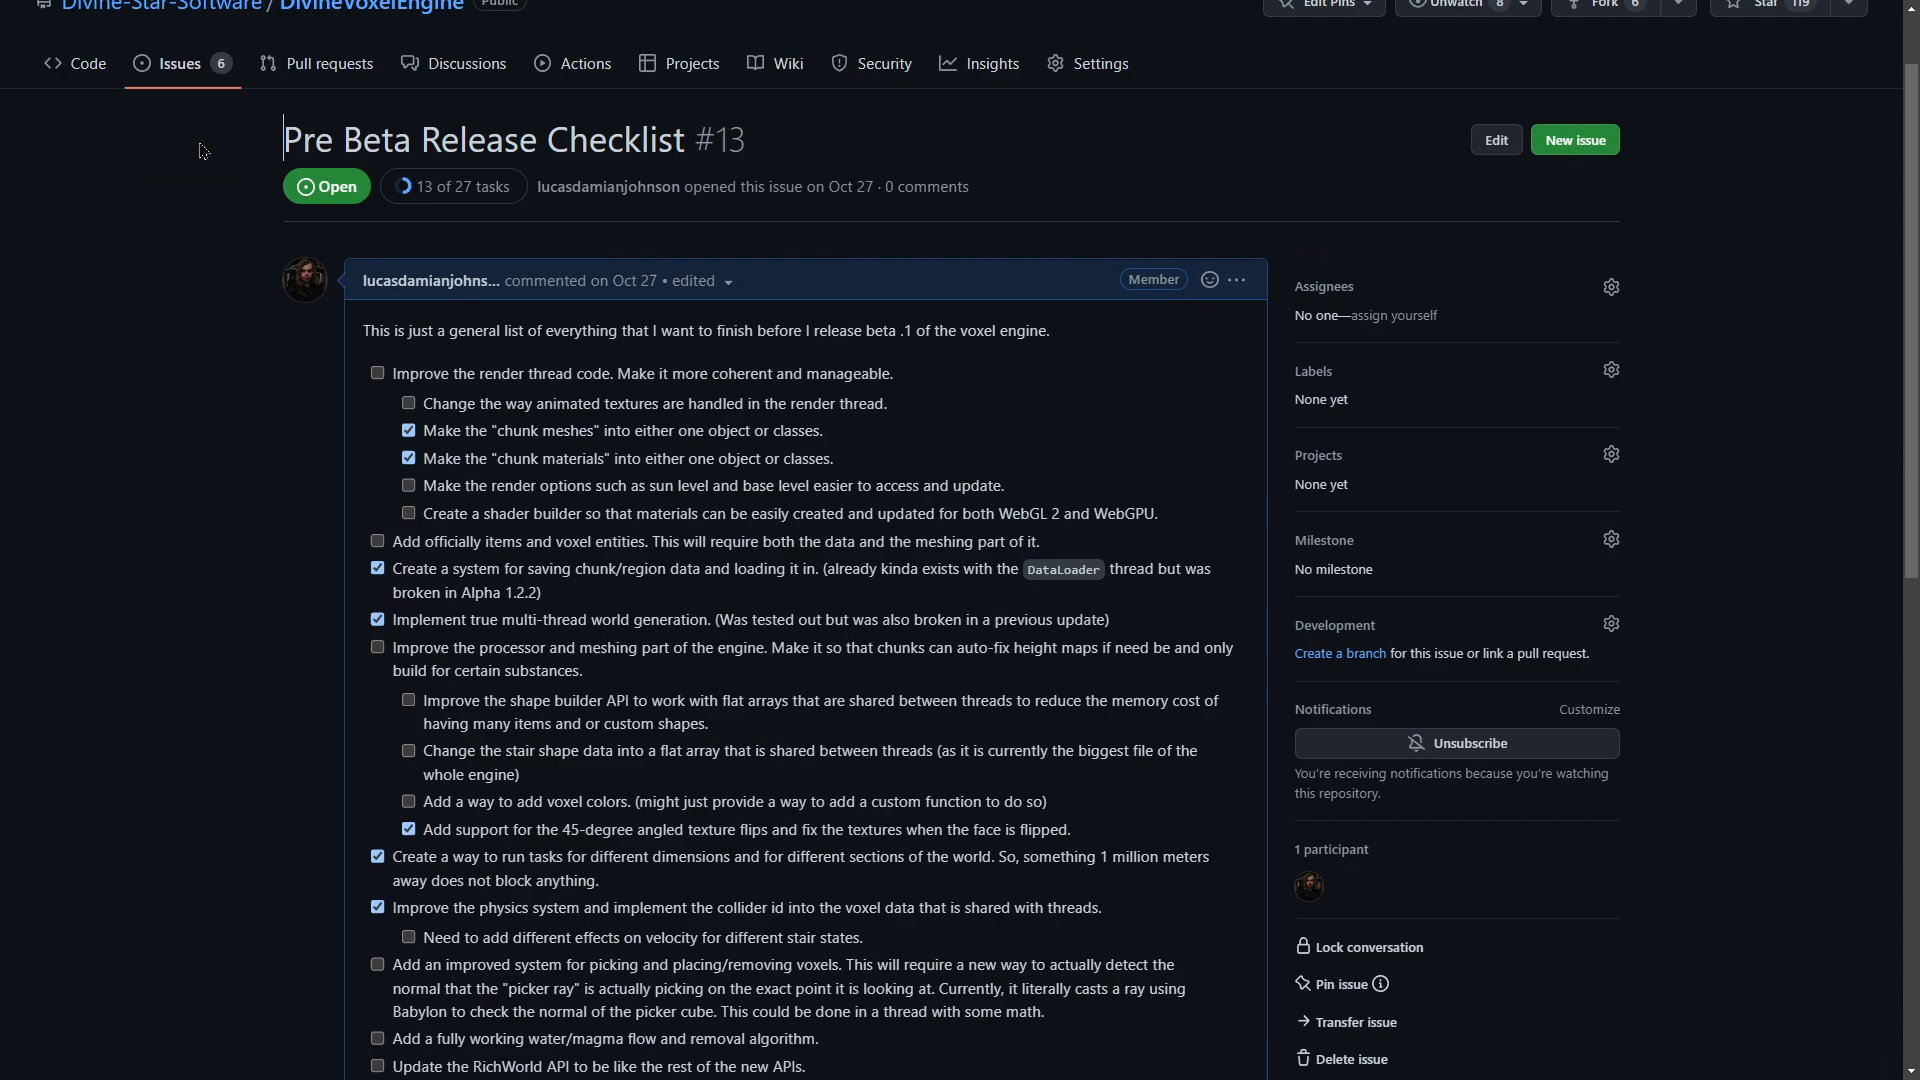 Divine-Star-Software / DivineVoxelEngine Public
Edit Pins Unwatch 8 Fork 6 Star 119
Code Issues 6 Pull requests Discussions Actions Projects Wiki Security Insights Settings
Pre Beta Release Checklist #13
Edit New issue
Open 13 of 27 tasks lucasdamianjohnson opened this issue on Oct 27 · 0 comments
lucasdamianjohns... commented on Oct 27 • edited
Member
This is just a general list of everything that I want to finish before I release beta .1 of the voxel engine.
Improve the render thread code. Make it more coherent and manageable.
Change the way animated textures are handled in the render thread.
Make the "chunk meshes" into either one object or classes.
Make the "chunk materials" into either one object or classes.
Make the render options such as sun level and base level easier to access and update.
Create a shader builder so that materials can be easily created and updated for both WebGL 2 and WebGPU.
Add officially items and voxel entities. This will require both the data and the meshing part of it.
Create a system for saving chunk/region data and loading it in. (already kinda exists with the DataLoader thread but was
broken in Alpha 1.2.2)
Implement true multi-thread world generation. (Was tested out but was also broken in a previous update)
Improve the processor and meshing part of the engine. Make it so that chunks can auto-fix height maps if need be and only
build for certain substances.
Improve the shape builder API to work with flat arrays that are shared between threads to reduce the memory cost of
having many items and or custom shapes.
Change the stair shape data into a flat array that is shared between threads (as it is currently the biggest file of the
whole engine)
Add a way to add voxel colors. (might just provide a way to add a custom function to do so)
Add support for the 45-degree angled texture flips and fix the textures when the face is flipped.
Create a way to run tasks for different dimensions and for different sections of the world. So, something 1 million meters
away does not block anything.
Improve the physics system and implement the collider id into the voxel data that is shared with threads.
Need to add different effects on velocity for different stair states.
Add an improved system for picking and placing/removing voxels. This will require a new way to actually detect the
normal that the "picker ray" is actually picking on the exact point it is looking at. Currently, it literally casts a ray using
Babylon to check the normal of the picker cube. This could be done in a thread with some math.
Add a fully working water/magma flow and removal algorithm.
Update the RichWorld API to be like the rest of the new APIs.
Assignees
No one—assign yourself
Labels
None yet
Projects
None yet
Milestone
No milestone
Development
Create a branch for this issue or link a pull request.
Notifications Customize
Unsubscribe
You're receiving notifications because you're watching
this repository.
1 participant
Lock conversation
Pin issue
Transfer issue
Delete issue